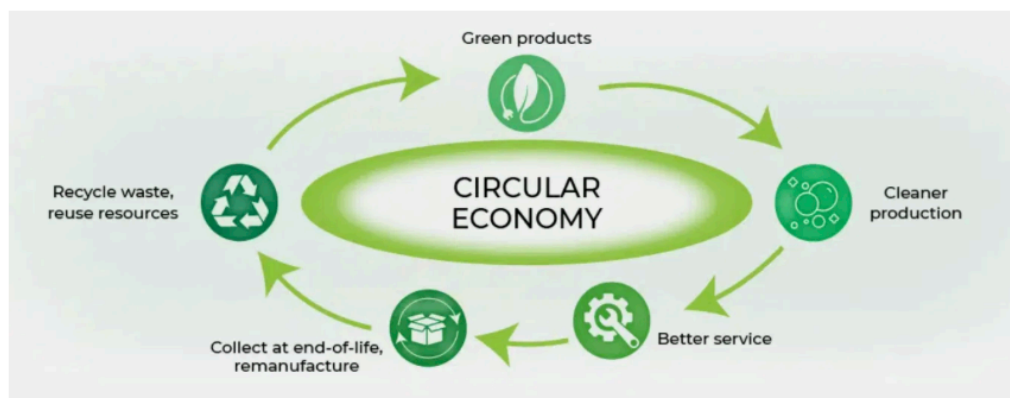 Green products
CIRCULAR
ECONOMY
Recycle waste,
reuse resources
Cleaner
production
Better service
Collect at end-of-life,
remanufacture